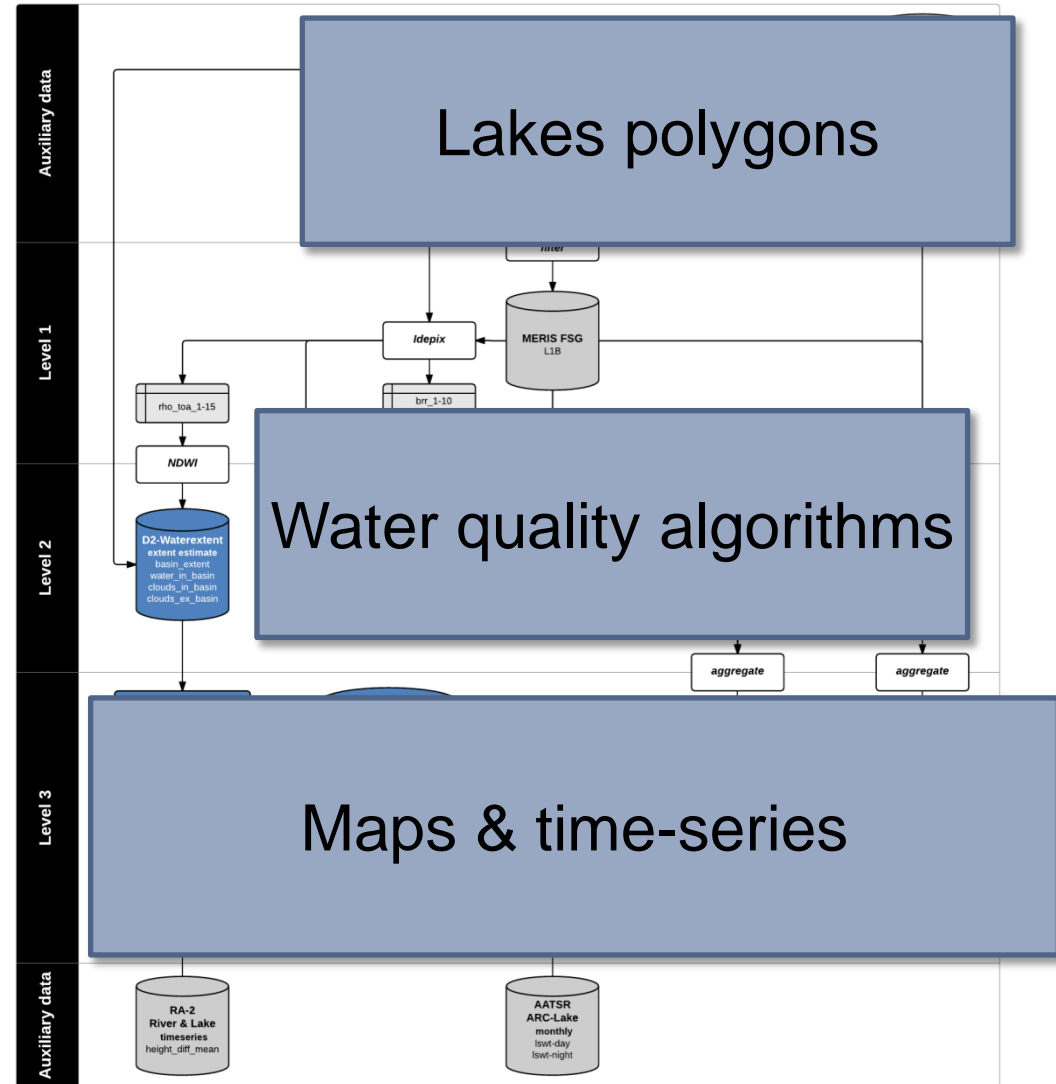 Auxiliary data
Lakes polygons
filter
Level 1
Idepix
MERIS FSG
L1B
rho_toa_1-15
brr_1-10
NDWI
Level 2
Water quality algorithms
D2-Waterextent
extent estimate
basin_extent
water_in_basin
clouds_in_basin
clouds_ex_basin
aggregate
aggregate
Level 3
Maps & time-series
Auxiliary data
RA-2
River & Lake
timeseries
height_diff_mean
AATSR
ARC-Lake
monthly
lswt-day
lswt-night